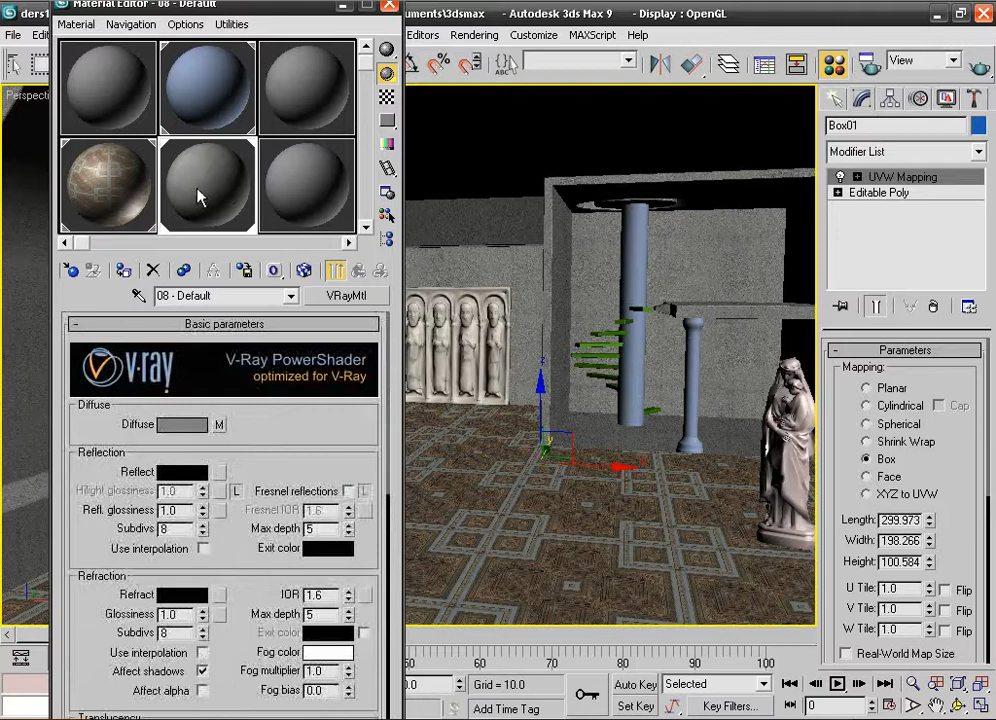 ders1
Material Editor - 08 - Default
uments\3dsmax - Autodesk 3ds Max 9 - Display : OpenGL
File Edi
Material Navigation Options Utilities
Editors Rendering Customize MAXScript Help
View
ABC
Perspecti
Box01
Modifier List
UVW Mapping
Editable Poly
08 - Default VRayMtl
Basic parameters
v·ray V-Ray PowerShader
optimized for V-Ray
Diffuse
Diffuse M
Reflection
Reflect
Hilight glossiness 1.0 L Fresnel reflections L
Refl. glossiness 1.0 Fresnel IOR 1.6
Subdivs 8 Max depth 5
Use interpolation Exit color
Refraction
Refract IOR 1.6
Glossiness 1.0 Max depth 5
Subdivs 8 Exit color
Use interpolation Fog color
Affect shadows Fog multiplier 1.0
Affect alpha Fog bias 0.0
Translucency
z
y
x
Parameters
Mapping:
Planar
Cylindrical Cap
Spherical
Shrink Wrap
Box
Face
XYZ to UVW
Length: 299.973
Width: 198.266
Height: 100.584
U Tile: 1.0 Flip
V Tile: 1.0 Flip
W Tile: 1.0 Flip
Real-World Map Size
50 60 70 80 90 100
0.0 Grid = 10.0 Auto Key Selected
Add Time Tag Set Key Key Filters... 0